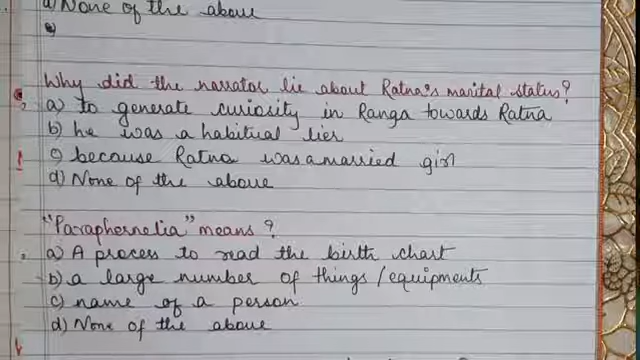 d) None of the above
Why did the narrator lie about Ratna's marital status?
a) to generate curiosity in Ranga towards Ratna
b) he was a habitual lier
c) because Ratna was a married girl
d) None of the above
"Paraphernelia" means?
a) A process to read the birth chart
b) a large number of things/equipments
c) name of a person
d) None of the above